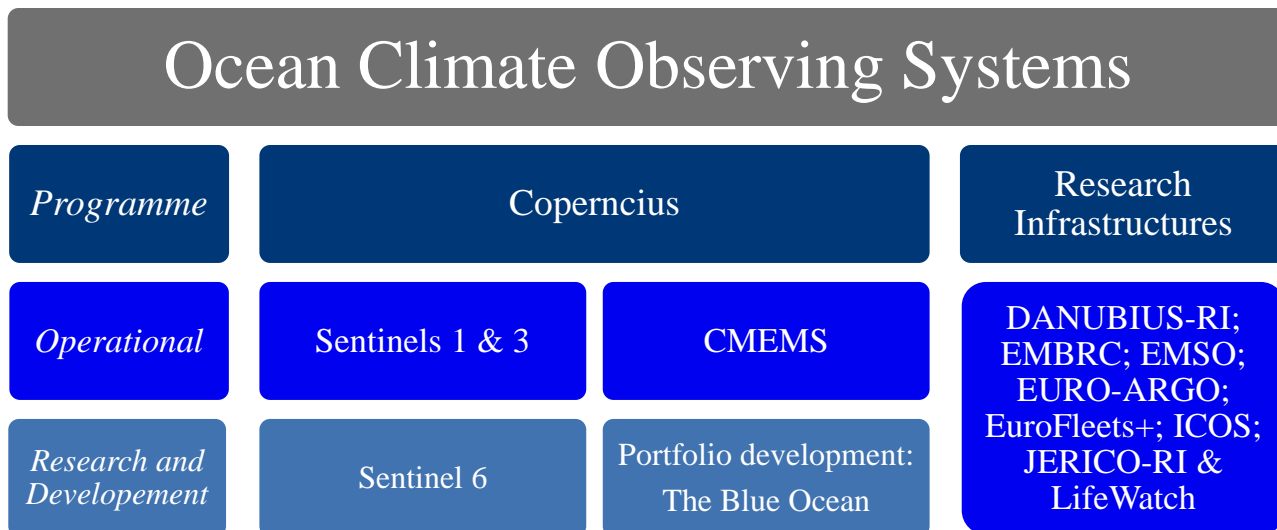 Ocean Climate Observing Systems
Programme
Coperncius
Research
Infrastructures
Operational
Sentinels 1 & 3
CMEMS
DANUBIUS-RI;
EMBRC; EMSO;
EURO-ARGO;
EuroFleets+; ICOS;
JERICO-RI &
LifeWatch
Research and
Developement
Sentinel 6
Portfolio development:
The Blue Ocean